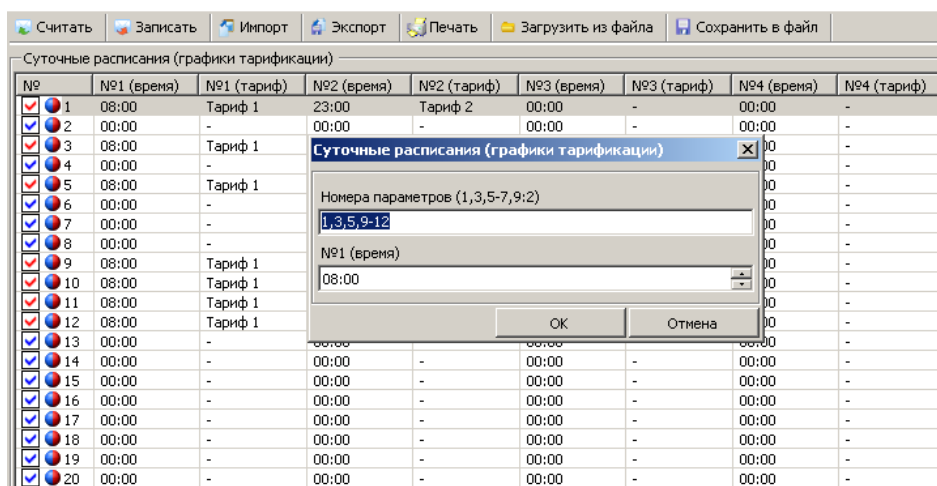 Считать Записать Импорт Экспорт Печать Загрузить из файла Сохранить в файл
Суточные расписания (графики тарификации)
№ №1 (время) №1 (тариф) №2 (время) №2 (тариф) №3 (время) №3 (тариф) №4 (время) №4 (тариф)
1 08:00 Тариф 1 23:00 Тариф 2 00:00 - 00:00 -
2 00:00 - 00:00 - 00:00 - 00:00 -
3 08:00 Тариф 1 -
4 00:00 - -
5 08:00 Тариф 1 -
6 00:00 - -
7 00:00 - -
8 00:00 - -
9 08:00 Тариф 1 -
10 08:00 Тариф 1 -
11 08:00 Тариф 1 -
12 08:00 Тариф 1 -
Суточные расписания (графики тарификации)
Номера параметров (1,3,5-7,9:2)
1,3,5,9-12
№1 (время)
08:00
ОК Отмена
13 00:00 - 00:00 - 00:00 - 00:00 -
14 00:00 - 00:00 - 00:00 - 00:00 -
15 00:00 - 00:00 - 00:00 - 00:00 -
16 00:00 - 00:00 - 00:00 - 00:00 -
17 00:00 - 00:00 - 00:00 - 00:00 -
18 00:00 - 00:00 - 00:00 - 00:00 -
19 00:00 - 00:00 - 00:00 - 00:00 -
20 00:00 - 00:00 - 00:00 - 00:00 -